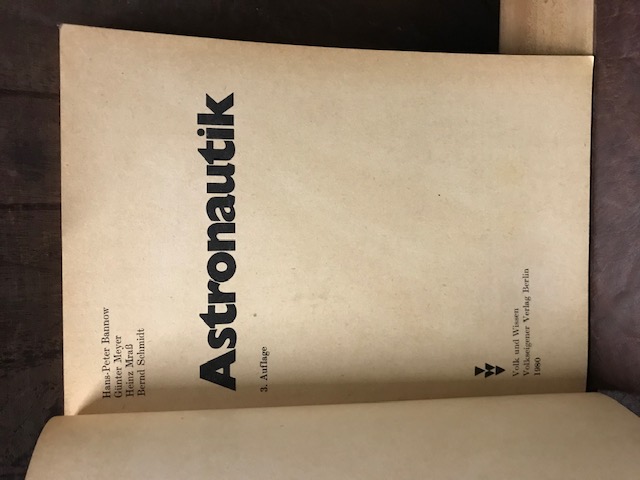 Hans-Peter Bannow
Günter Meyer
Heinz Mraß
Bernd Schmidt
Astronautik
3. Auflage
Volk und Wissen
Volkseigener Verlag Berlin
1980